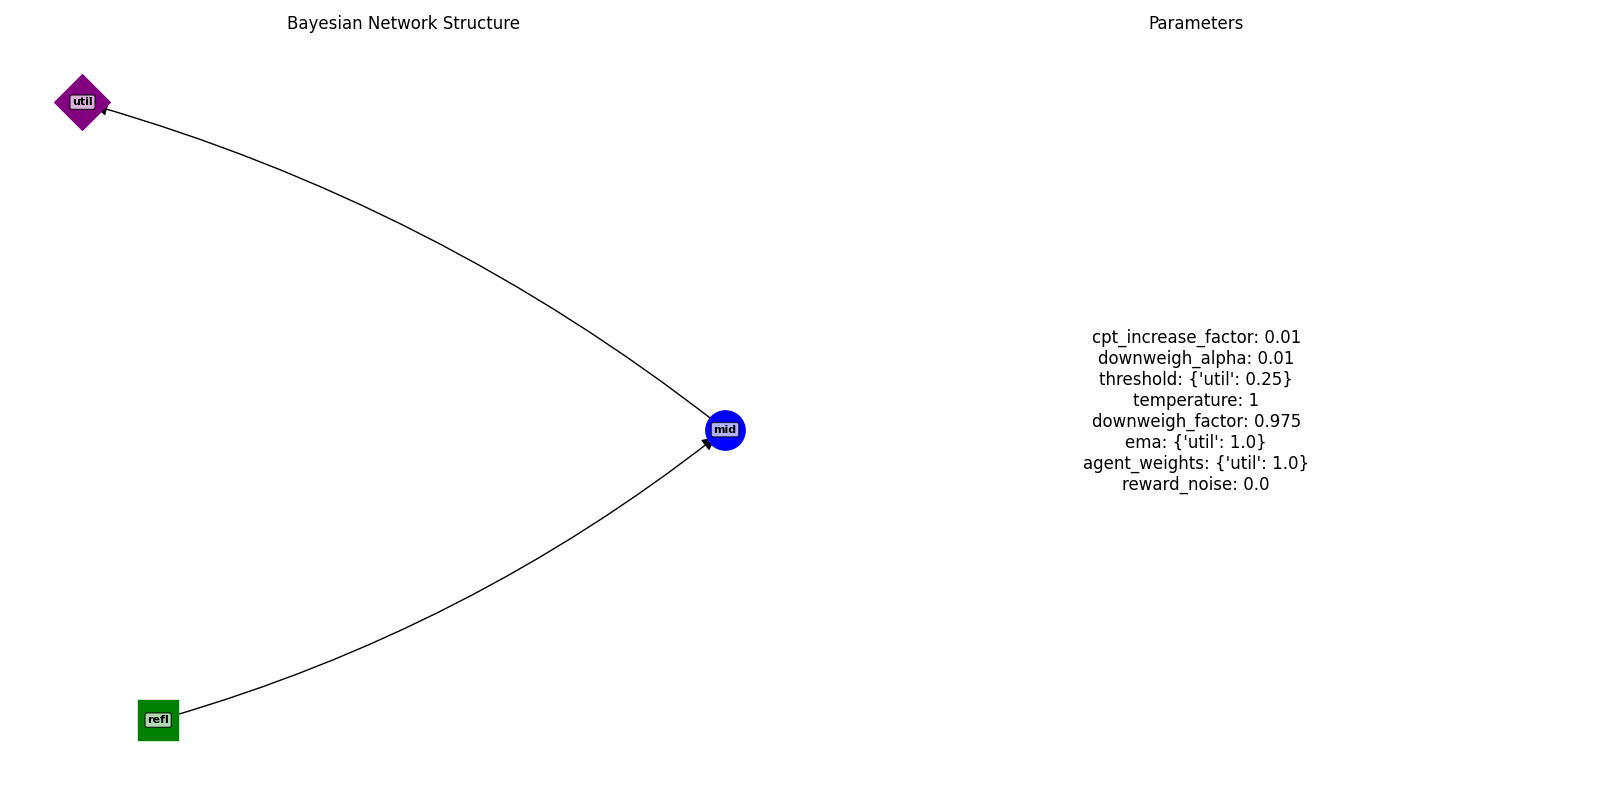 Bayesian Network Structure
Parameters
util
mid
refl
cpt_increase_factor: 0.01
downweigh_alpha: 0.01
threshold: {'util': 0.25}
temperature: 1
downweigh_factor: 0.975
ema: {'util': 1.0}
agent_weights: {'util': 1.0}
reward_noise: 0.0